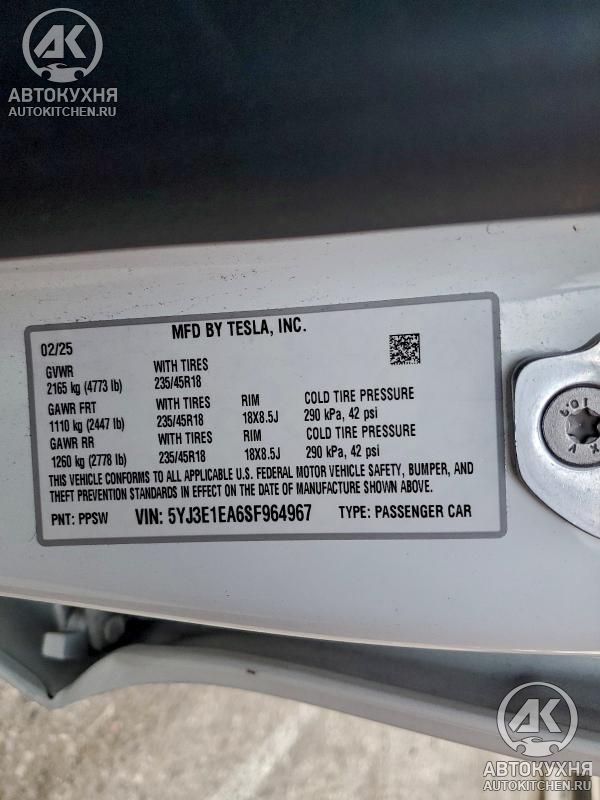 AK
АВТОКУХНЯ
AUTOKITCHEN.RU
MFD BY TESLA, INC.
02/25
GVWR WITH TIRES
2165 kg (4773 lb) 235/45R18
GAWR FRT WITH TIRES RIM COLD TIRE PRESSURE
1110 kg (2447 lb) 235/45R18 18X8.5J 290 kPa, 42 psi
GAWR RR WITH TIRES RIM COLD TIRE PRESSURE
1260 kg (2778 lb) 235/45R18 18X8.5J 290 kPa, 42 psi
THIS VEHICLE CONFORMS TO ALL APPLICABLE U.S. FEDERAL MOTOR VEHICLE SAFETY, BUMPER, AND
THEFT PREVENTION STANDARDS IN EFFECT ON THE DATE OF MANUFACTURE SHOWN ABOVE.
PNT: PPSW VIN: 5YJ3E1EA6SF964967 TYPE: PASSENGER CAR
10.9
AK
АВТОКУХНЯ
AUTOKITCHEN.RU